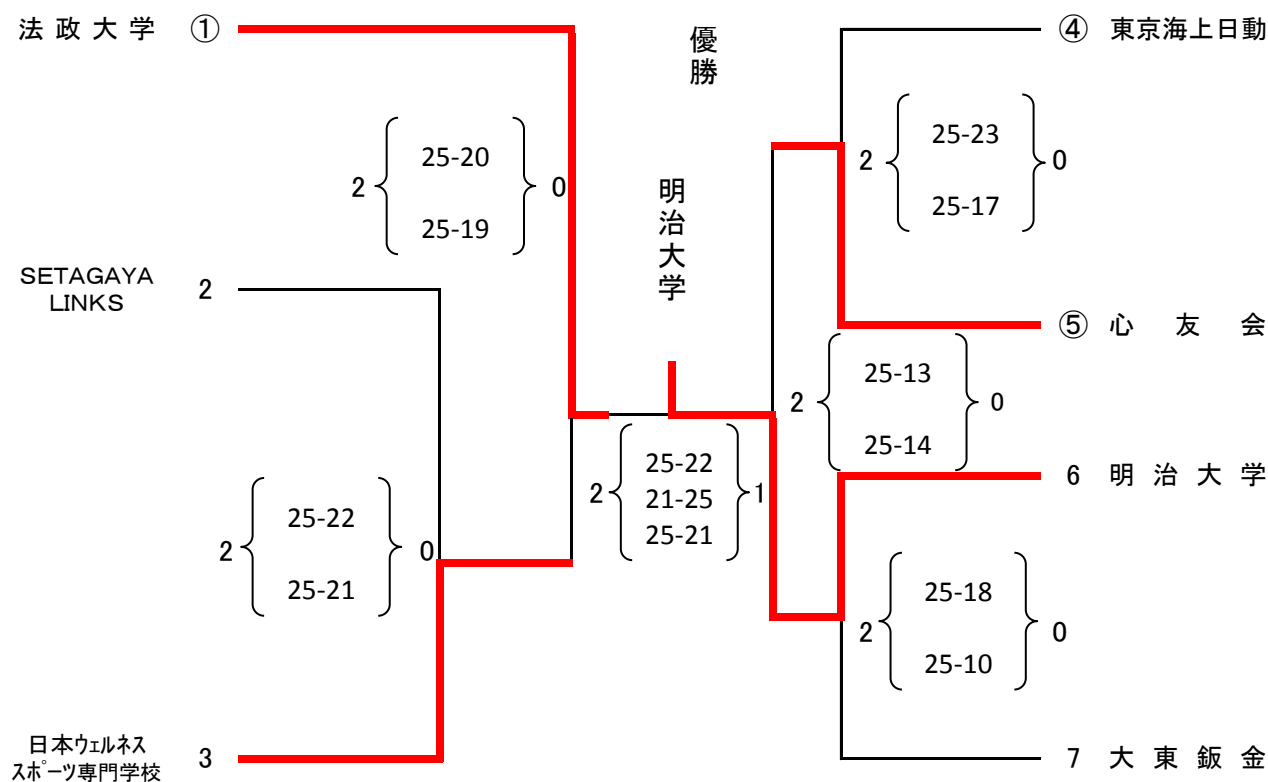 法政大学 ①
優勝
④ 東京海上日動
2 25-20 0
25-19
2 25-23 0
25-17
明治大学
SETAGAYA
LINKS 2
⑤ 心友会
2 25-13 0
25-14
2 25-22 1
21-25
25-21
6 明治大学
2 25-22 0
25-21
2 25-18 0
25-10
日本ウェルネス
スポーツ専門学校 3
7 大東鈑金